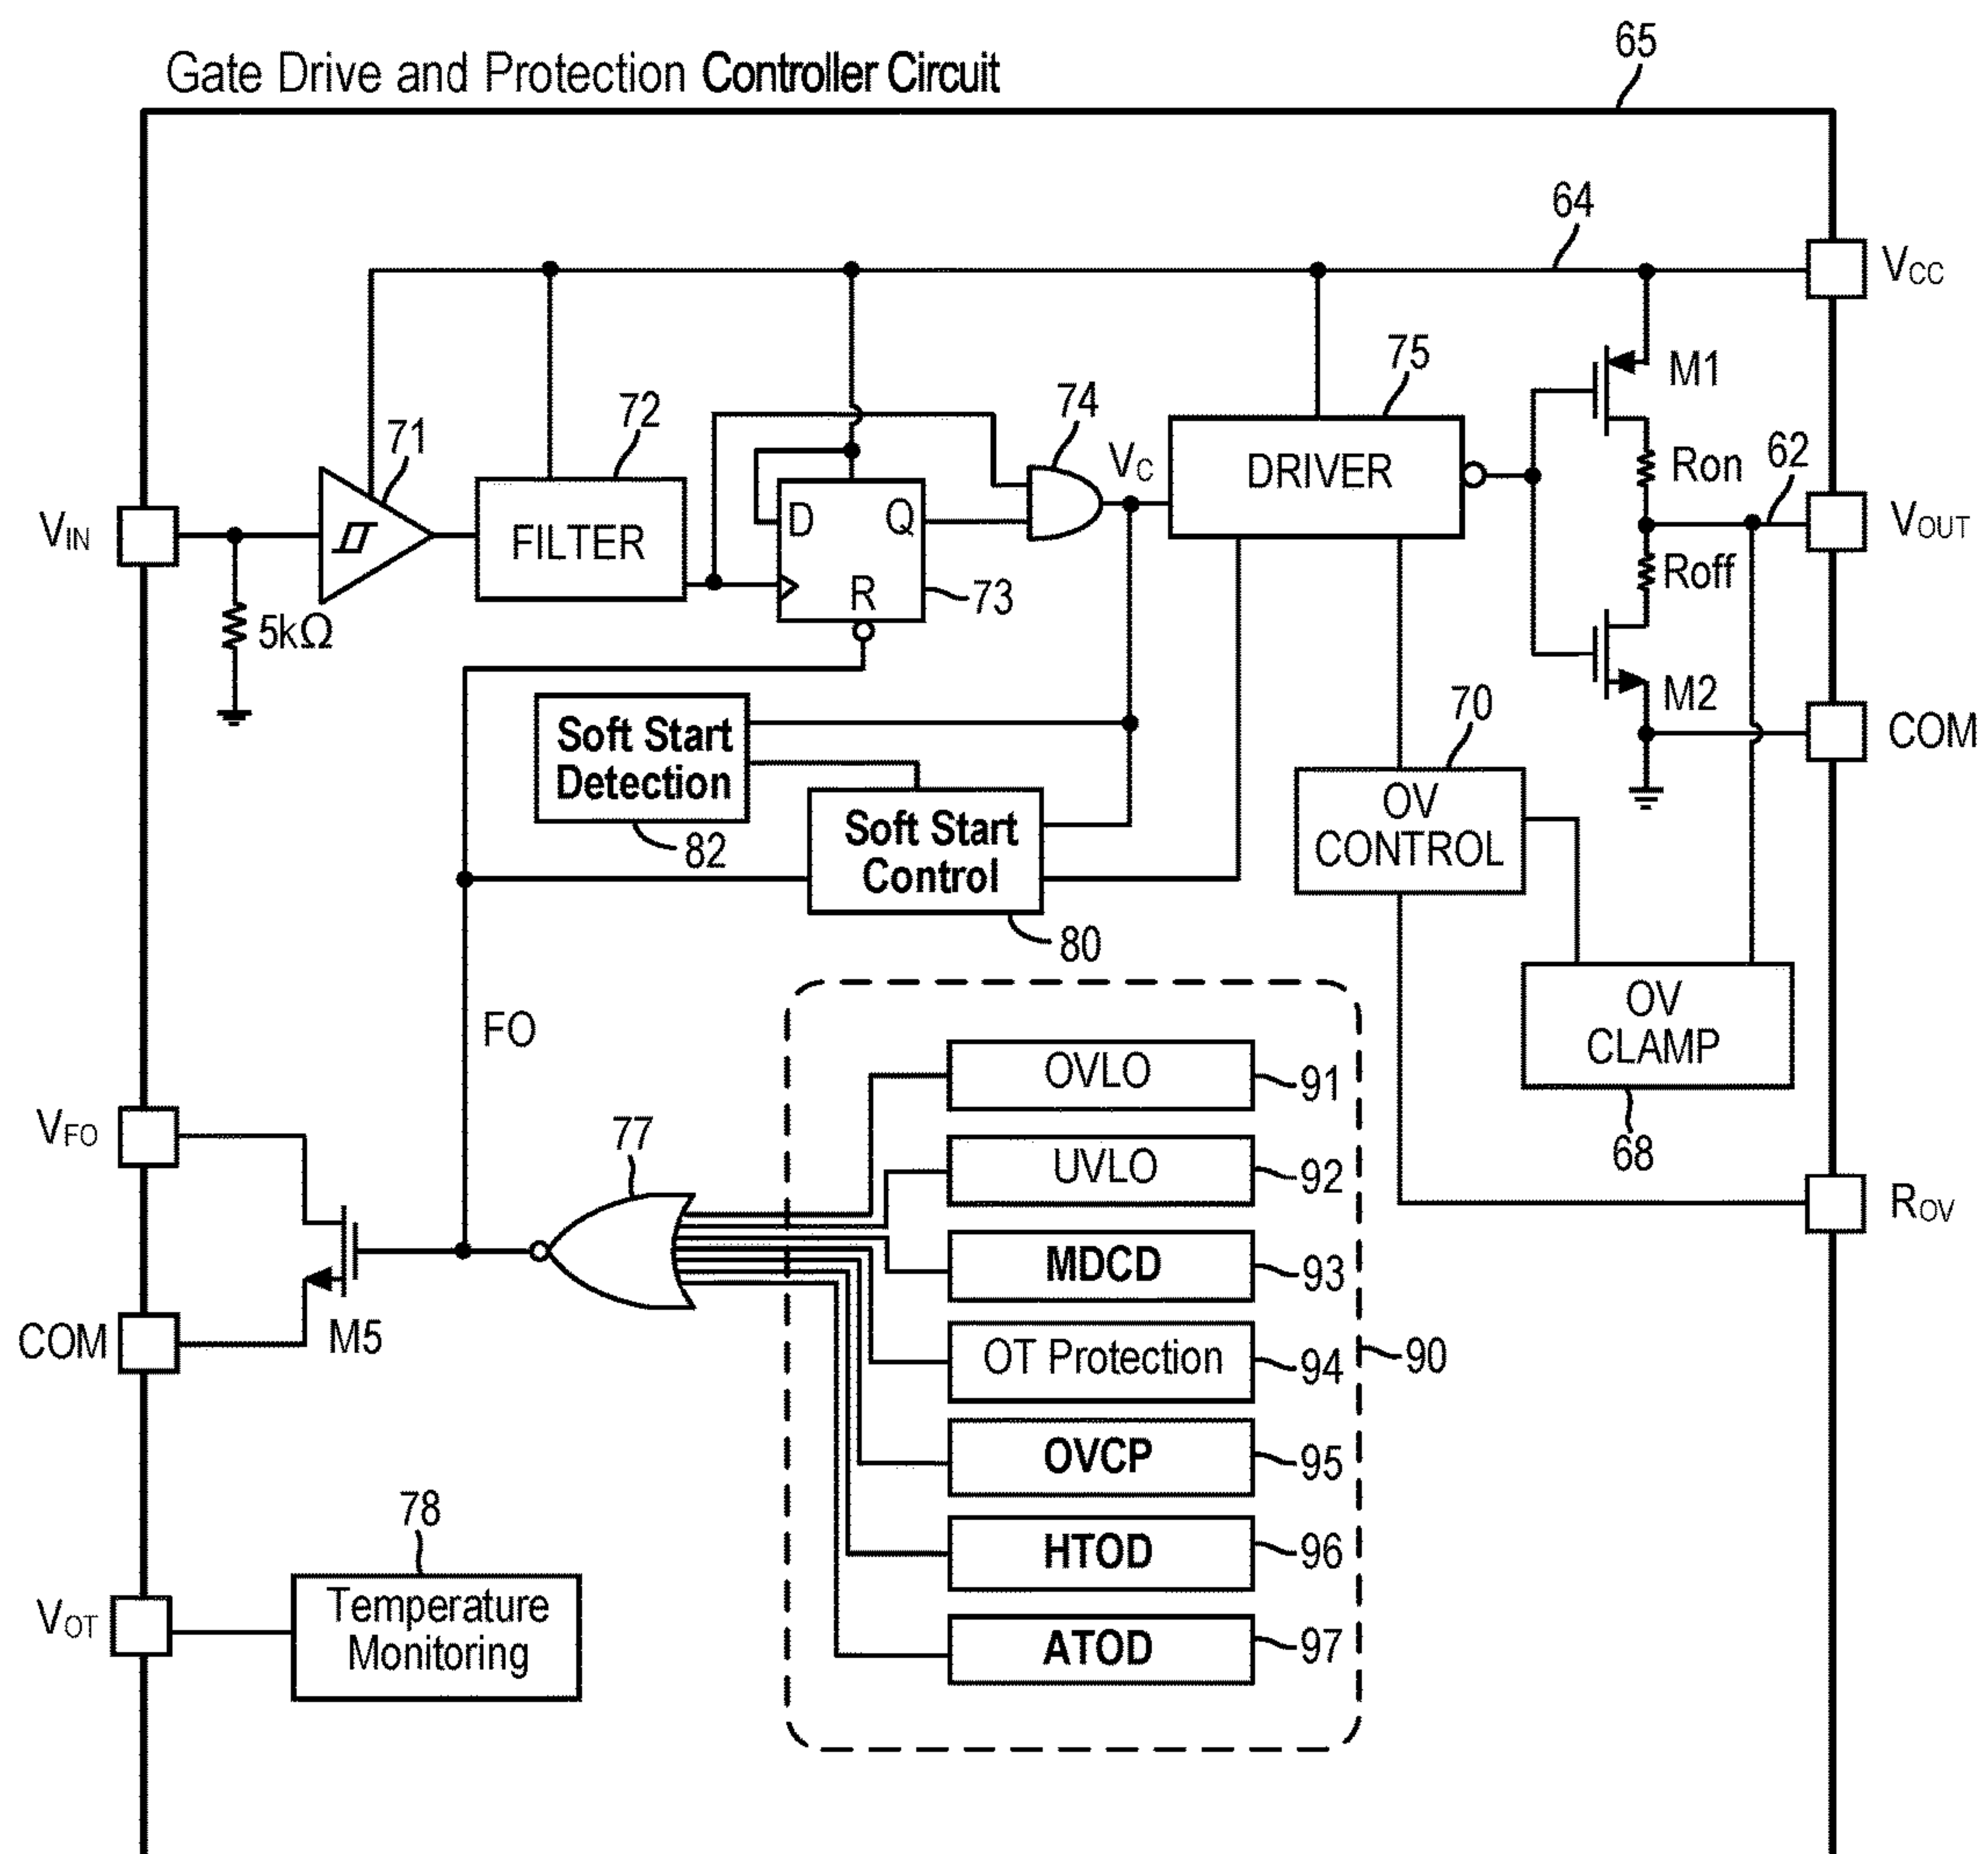 65
Gate Drive and Protection Controller Circuit
64
VCC
75
M1
74
72
71
VC
62
DRIVER
Ron
VIN
D
Q
VOUT
FILTER
Roff
R
73
5kΩ
M2
70
COM
Soft Start
Detection
OV
CONTROL
82
Soft Start
Control
80
OV
CLAMP
FO
OVLO
91
VFO
77
UVLO
92
68
ROV
MDCD
93
COM
M5
OT Protection
94
90
OVCP
95
78
HTOD
96
VOT
Temperature
Monitoring
ATOD
97